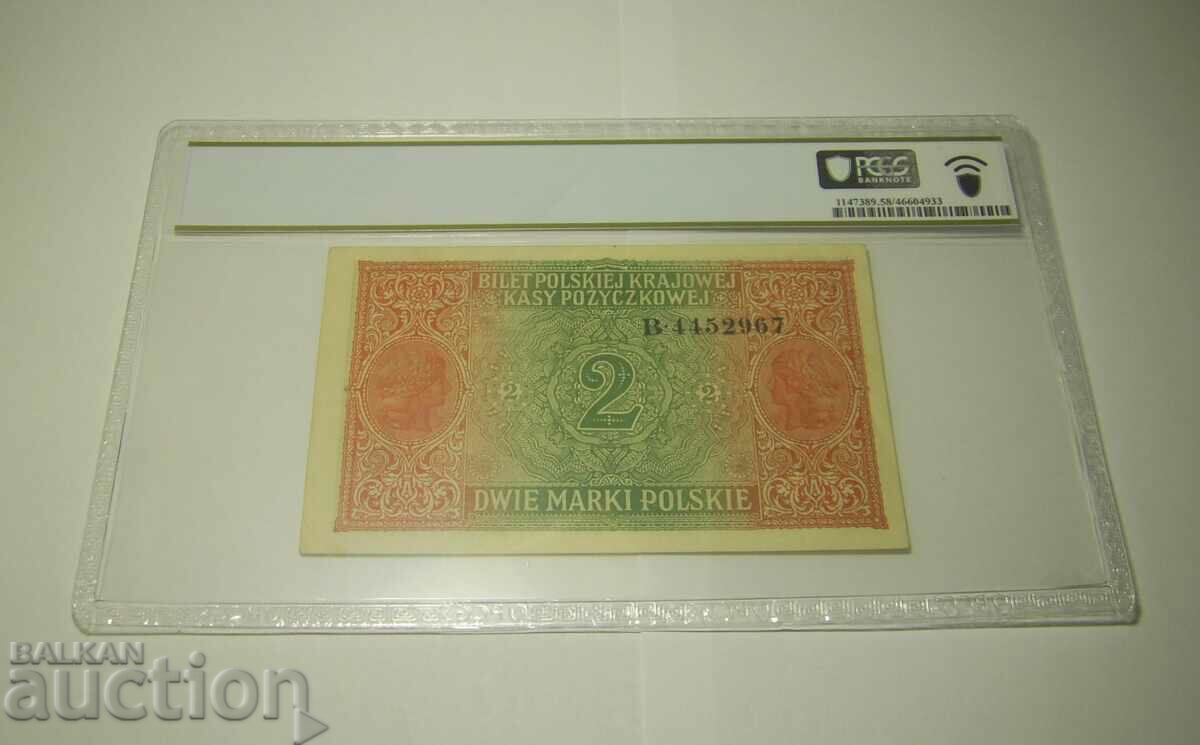 PCGS
BANKNOTE
1147389.58/46604933
BILET POLSKIEJ KRAJOWEJ
KASY POŻYCZKOWEJ
B·4452967
2 2 2
DWIE MARKI POLSKIE
BALKAN
auction